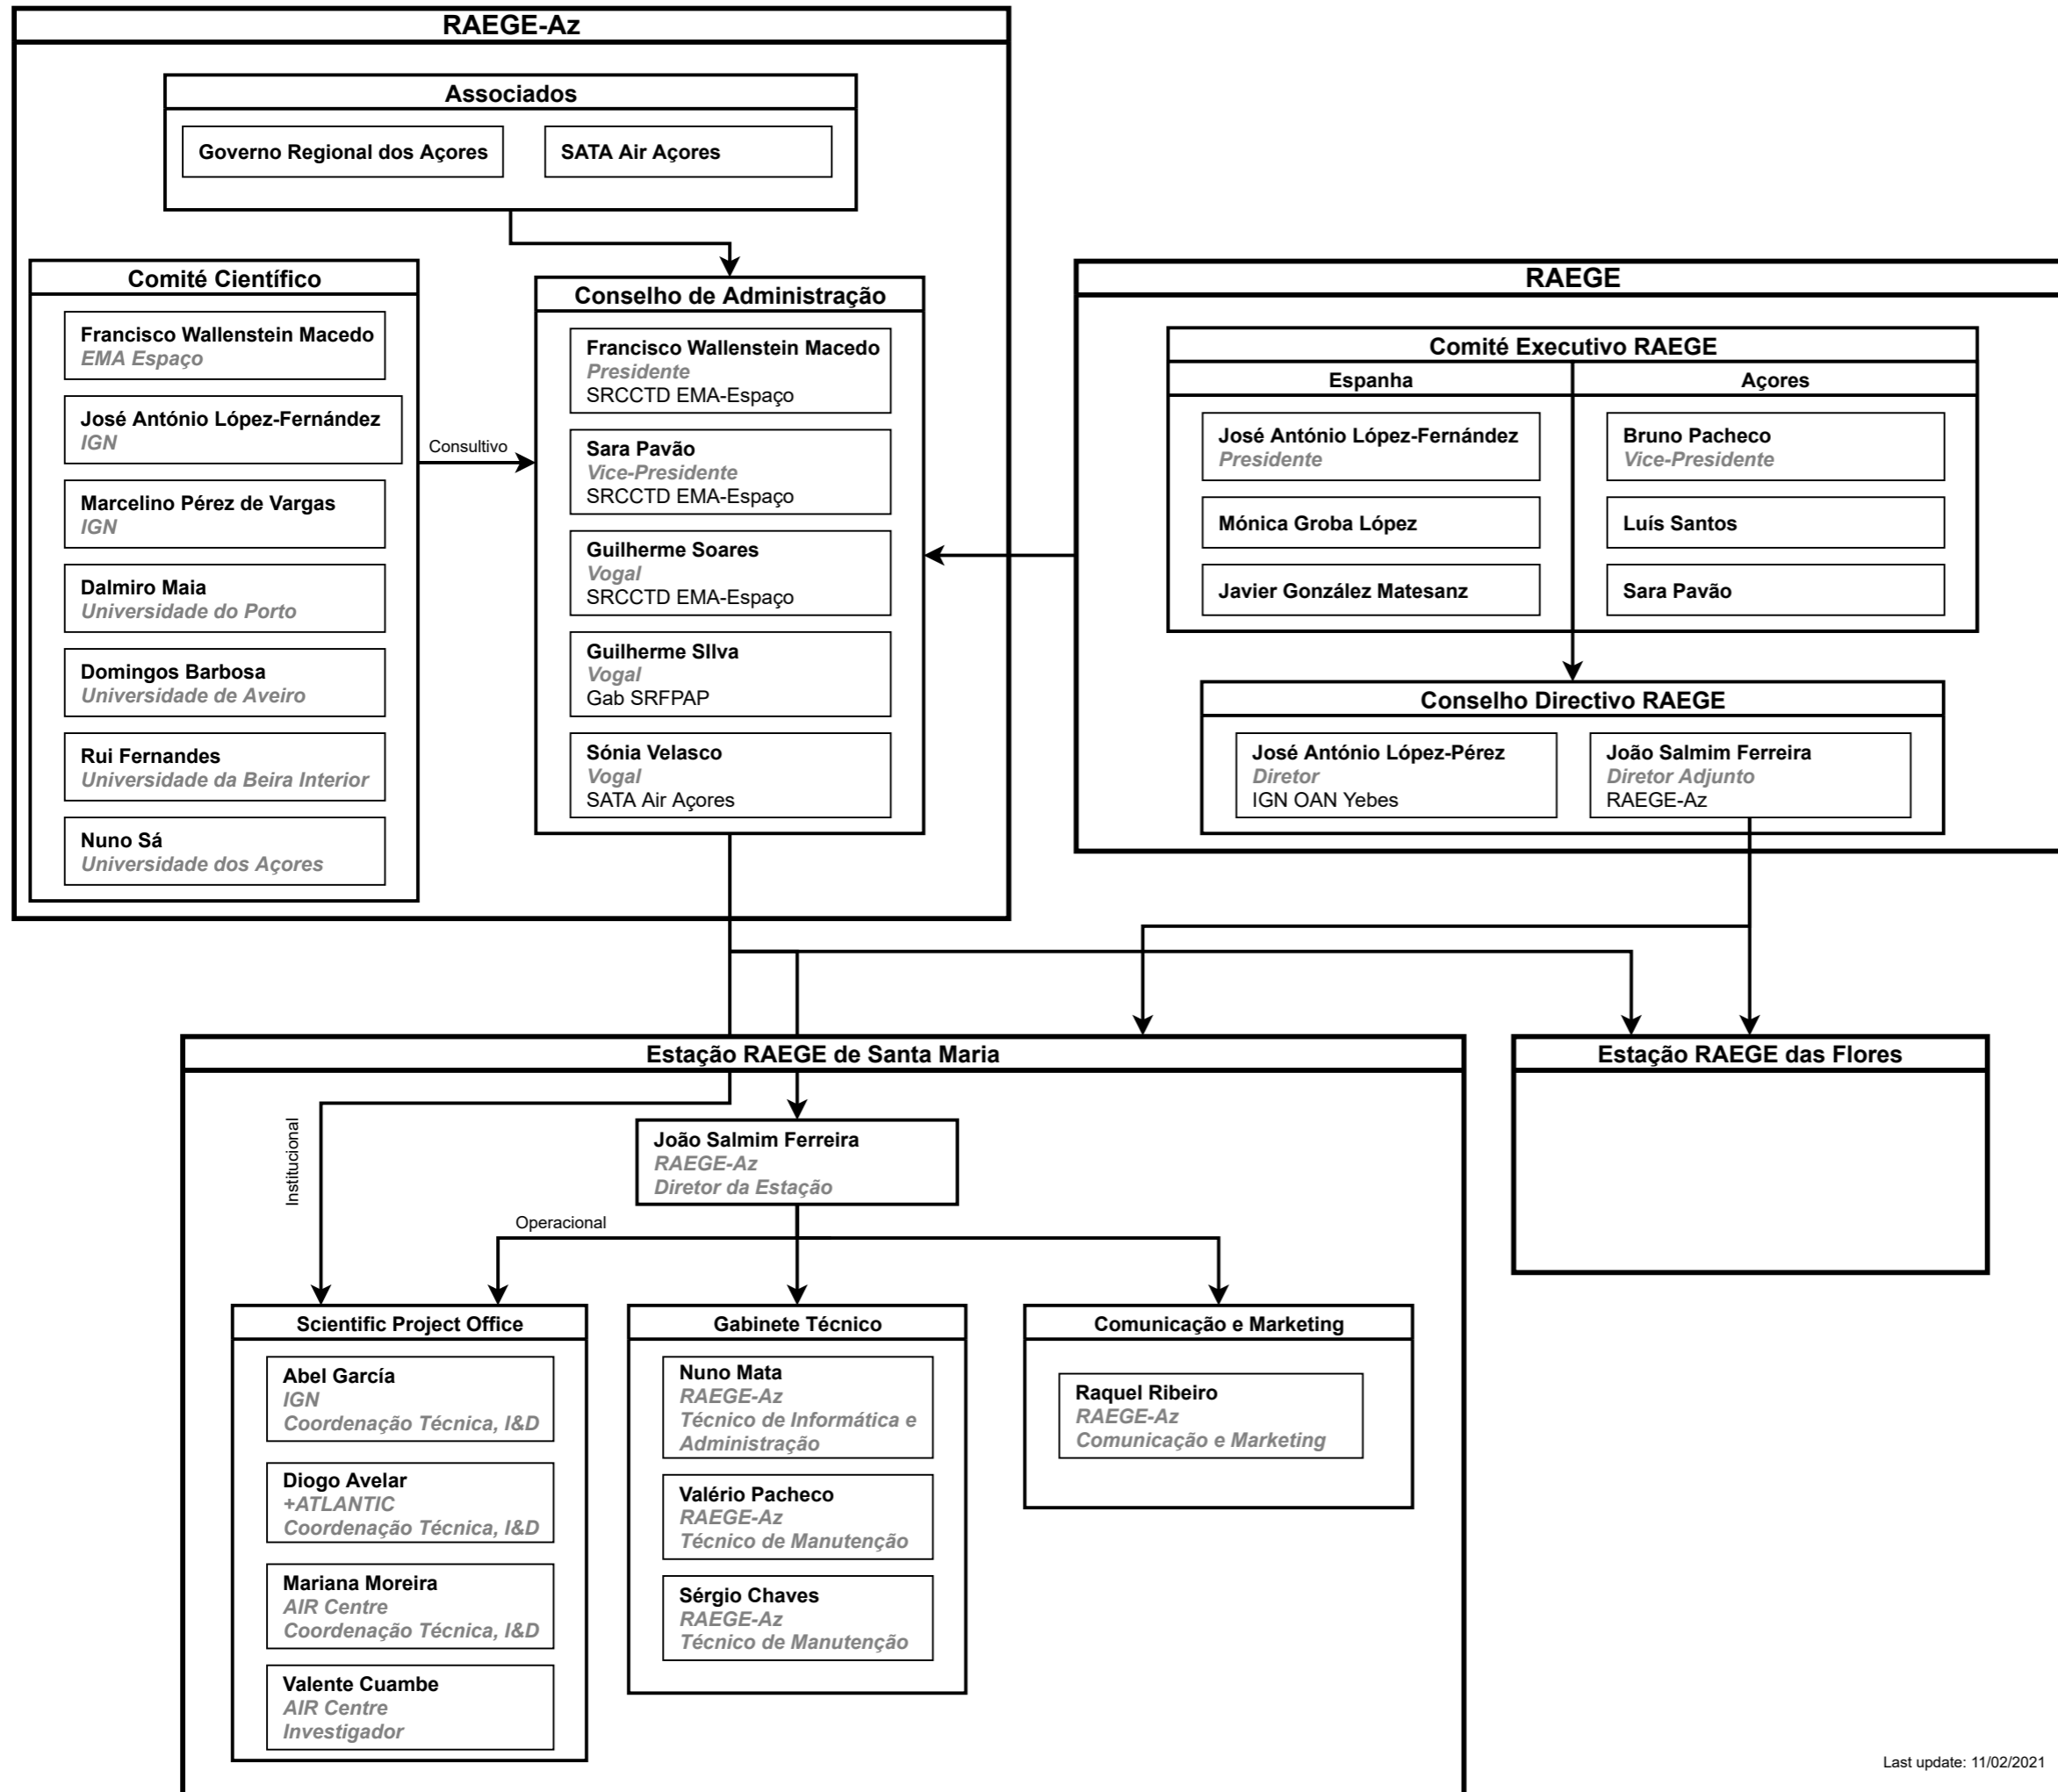 RAEGE-Az
Associados
Governo Regional dos Açores
SATA Air Açores
Comité Científico
Francisco Wallenstein Macedo
EMA Espaço
José António López-Fernández
IGN
Marcelino Pérez de Vargas
IGN
Dalmiro Maia
Universidade do Porto
Domingos Barbosa
Universidade de Aveiro
Rui Fernandes
Universidade da Beira Interior
Nuno Sá
Universidade dos Açores
Consultivo
Conselho de Administração
Francisco Wallenstein Macedo
Presidente
SRCCTD EMA-Espaço
Sara Pavão
Vice-Presidente
SRCCTD EMA-Espaço
Guilherme Soares
Vogal
SRCCTD EMA-Espaço
Guilherme SIlva
Vogal
Gab SRFPAP
Sónia Velasco
Vogal
SATA Air Açores
RAEGE
Comité Executivo RAEGE
Espanha
José António López-Fernández
Presidente
Mónica Groba López
Javier González Matesanz
Açores
Bruno Pacheco
Vice-Presidente
Luís Santos
Sara Pavão
Conselho Directivo RAEGE
José António López-Pérez
Diretor
IGN OAN Yebes
João Salmim Ferreira
Diretor Adjunto
RAEGE-Az
Estação RAEGE de Santa Maria
João Salmim Ferreira
RAEGE-Az
Diretor da Estação
Institucional
Operacional
Scientific Project Office
Abel García
IGN
Coordenação Técnica, I&D
Diogo Avelar
+ATLANTIC
Coordenação Técnica, I&D
Mariana Moreira
AIR Centre
Coordenação Técnica, I&D
Valente Cuambe
AIR Centre
Investigador
Gabinete Técnico
Nuno Mata
RAEGE-Az
Técnico de Informática e
Administração
Valério Pacheco
RAEGE-Az
Técnico de Manutenção
Sérgio Chaves
RAEGE-Az
Técnico de Manutenção
Comunicação e Marketing
Raquel Ribeiro
RAEGE-Az
Comunicação e Marketing
Estação RAEGE das Flores
Last update: 11/02/2021